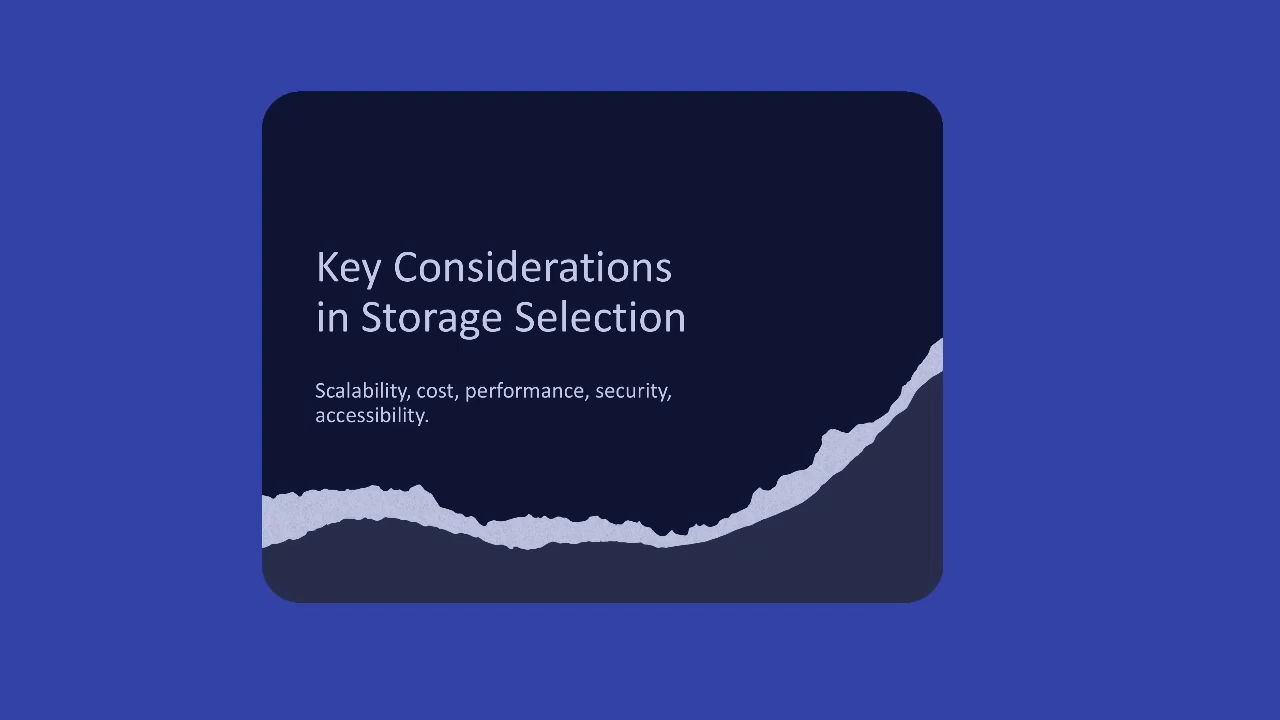 Key Considerations
in Storage Selection
Scalability, cost, performance, security,
accessibility.